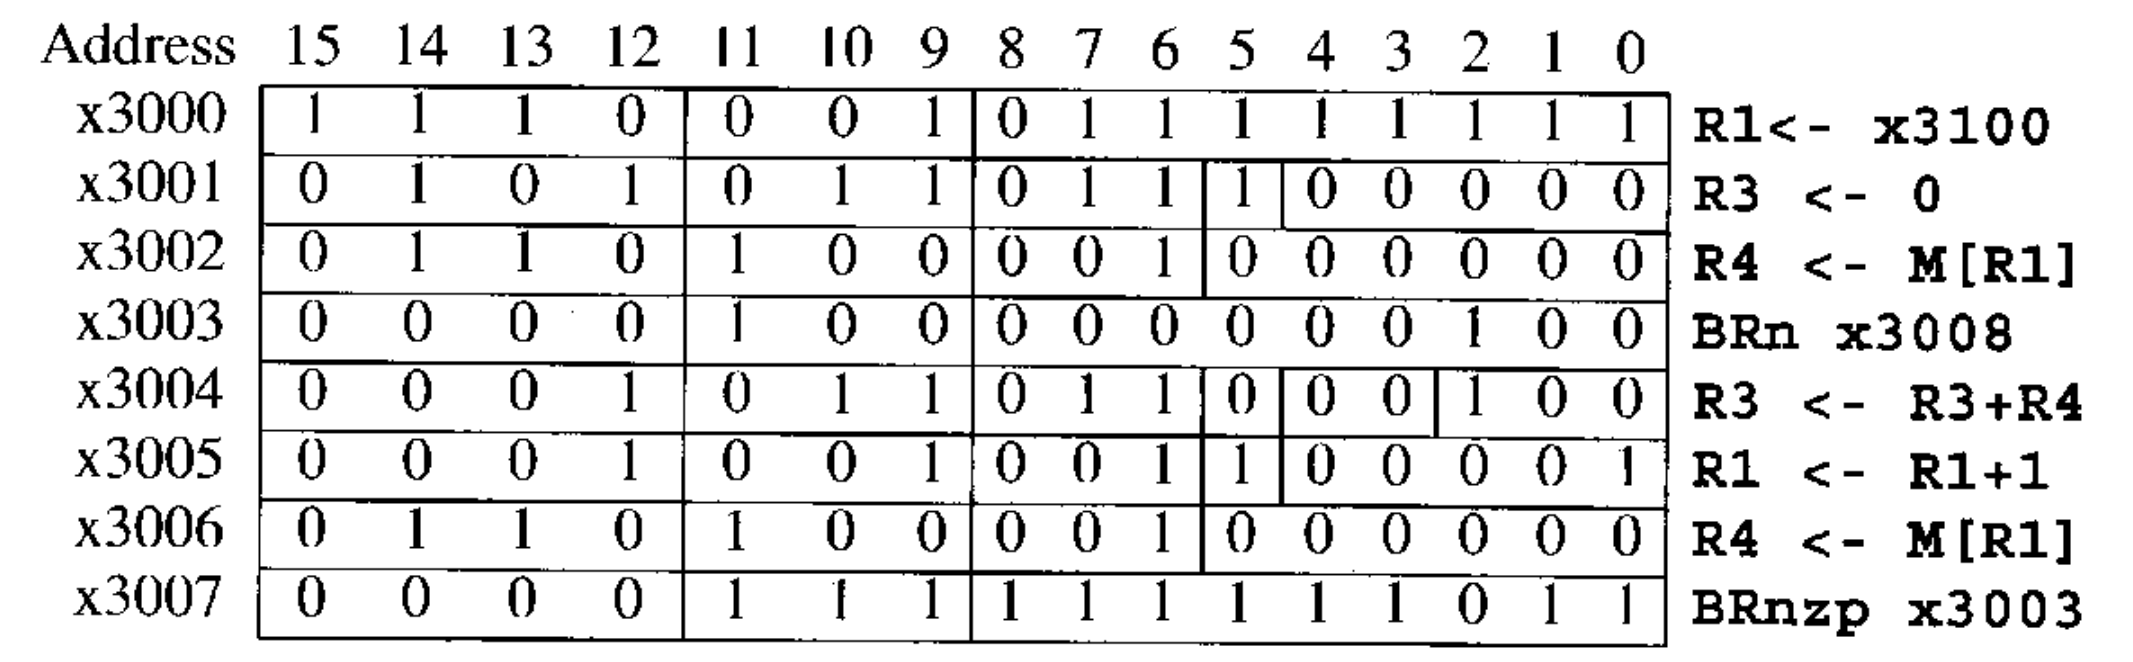 Address 15 14 13 12 11 10 9 8 7 6 5 4 3 2 1 0
x3000 1 1 1 0 0 0 1 0 1 1 1 1 1 1 1 1 R1<- x3100
x3001 0 1 0 1 0 1 1 0 1 1 1 0 0 0 0 0 R3 <- 0
x3002 0 1 1 0 1 0 0 0 0 1 0 0 0 0 0 0 R4 <- M[R1]
x3003 0 0 0 0 1 0 0 0 0 0 0 0 0 1 0 0 BRn x3008
x3004 0 0 0 1 0 1 1 0 1 1 0 0 0 1 0 0 R3 <- R3+R4
x3005 0 0 0 1 0 0 1 0 0 1 1 0 0 0 0 1 R1 <- R1+1
x3006 0 1 1 0 1 0 0 0 0 1 0 0 0 0 0 0 R4 <- M[R1]
x3007 0 0 0 0 1 1 1 1 1 1 1 1 1 0 1 1 BRnzp x3003